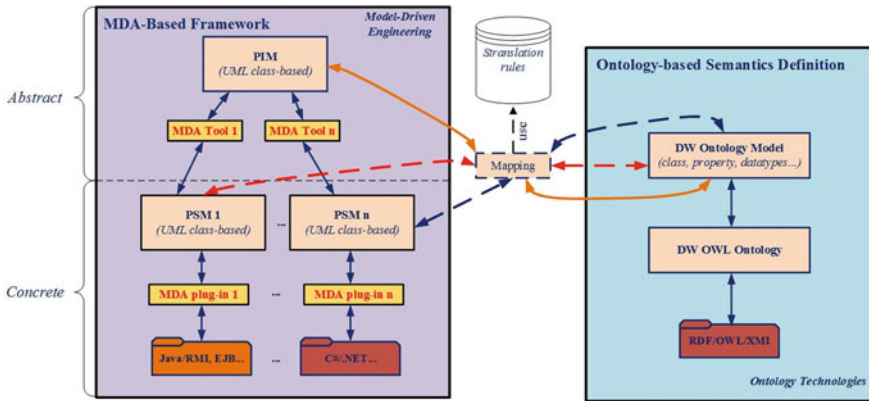 MDA-Based Framework
Model-Driven
Engineering
PIM
(UML class-based)
MDA Tool 1
MDA Tool n
PSM 1
(UML class-based)
...
PSM n
(UML class-based)
MDA plug-in 1
...
MDA plug-in n
Java/RMI, EJB...
...
C#/.NET...
Abstract
Concrete
Stranslation
rules
use
Mapping
Ontology-based Semantics Definition
DW Ontology Model
(class, property, datatypes...)
DW OWL Ontology
RDF/OWL/XMI
Ontology Technologies